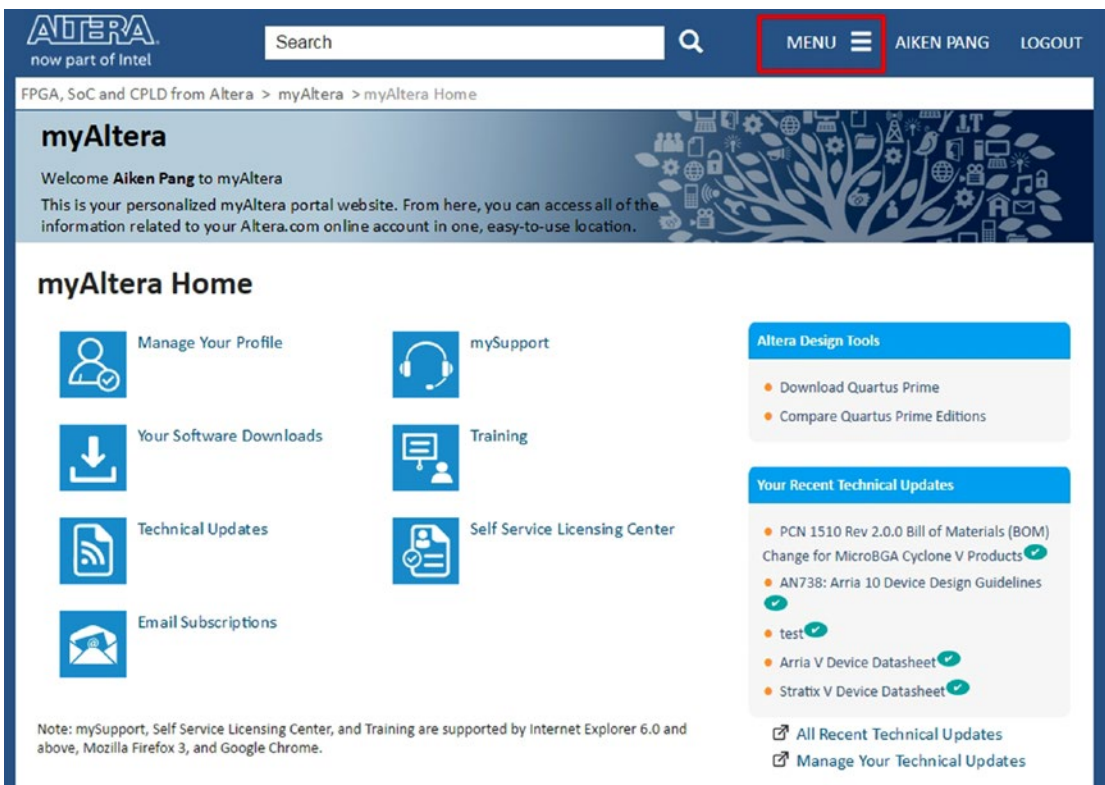 ALTERA.
now part of Intel
Search
MENU
AIKEN PANG
LOGOUT
FPGA, SoC and CPLD from Altera > myAltera > myAltera Home
myAltera
Welcome Aiken Pang to myAltera
This is your personalized myAltera portal website. From here, you can access all of the
information related to your Altera.com online account in one, easy-to-use location.
myAltera Home
Manage Your Profile
mySupport
Your Software Downloads
Training
Technical Updates
Self Service Licensing Center
Email Subscriptions
Note: mySupport, Self Service Licensing Center, and Training are supported by Internet Explorer 6.0 and
above, Mozilla Firefox 3, and Google Chrome.
Altera Design Tools
Download Quartus Prime
Compare Quartus Prime Editions
Your Recent Technical Updates
PCN 1510 Rev 2.0.0 Bill of Materials (BOM)
Change for MicroBGA Cyclone V Products
AN738: Arria 10 Device Design Guidelines
test
Arria V Device Datasheet
Stratix V Device Datasheet
All Recent Technical Updates
Manage Your Technical Updates